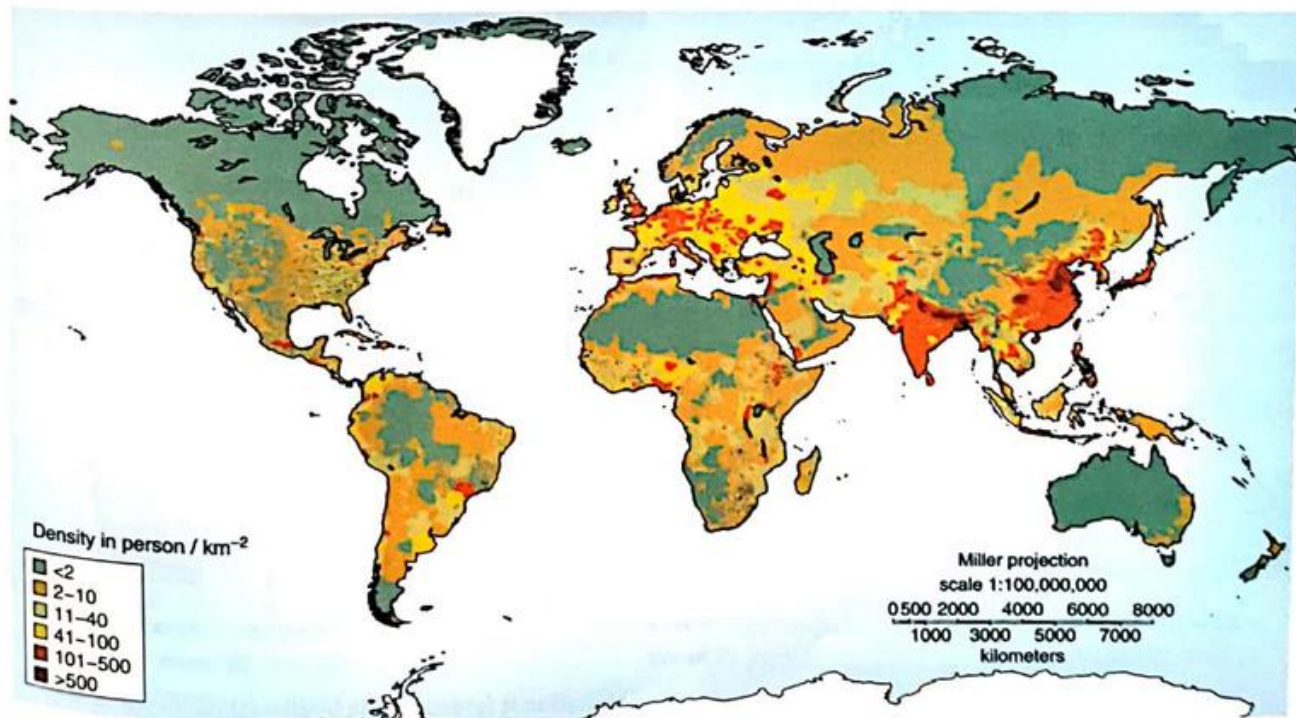 Density in person / km⁻²
<2
2–10
11–40
41–100
101–500
>500
Miller projection
scale 1:100,000,000
0 500 2000 4000 6000 8000
1000 3000 5000 7000
kilometers